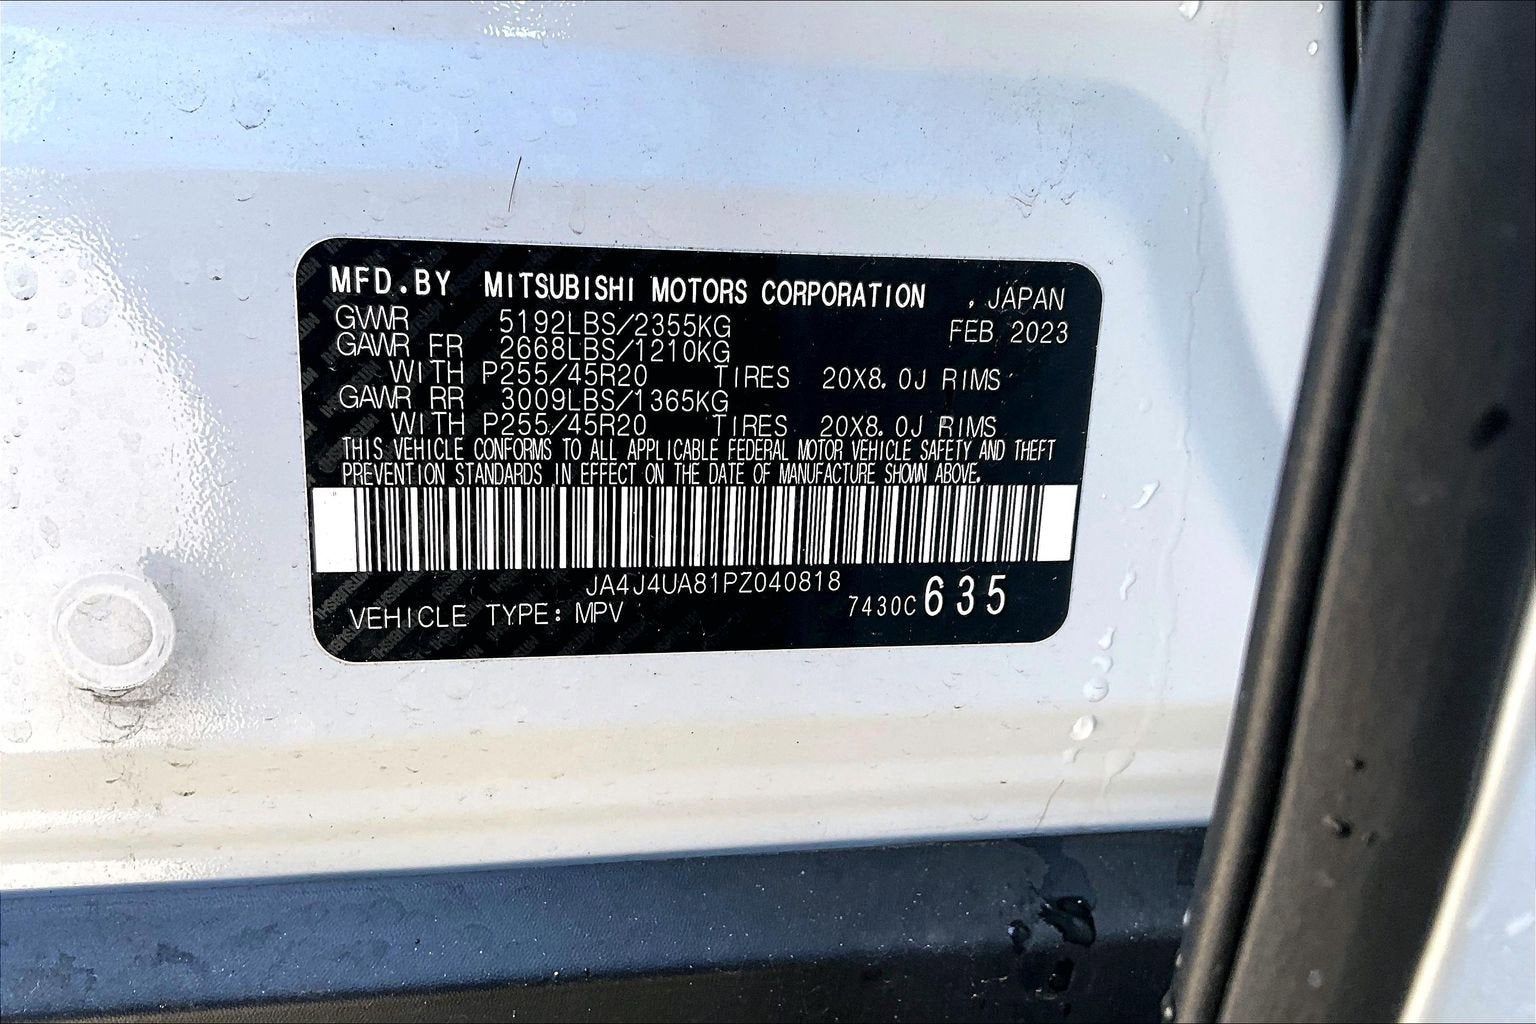 MFD.BY MITSUBISHI MOTORS CORPORATION , JAPAN
GVWR 5192LBS/2355KG FEB 2023
GAWR FR 2668LBS/1210KG
WITH P255/45R20 TIRES 20X8.0J RIMS
GAWR RR 3009LBS/1365KG
WITH P255/45R20 TIRES 20X8.0J RIMS
THIS VEHICLE CONFORMS TO ALL APPLICABLE FEDERAL MOTOR VEHICLE SAFETY AND THEFT
PREVENTION STANDARDS IN EFFECT ON THE DATE OF MANUFACTURE SHOWN ABOVE.
JA4J4UA81PZ040818
VEHICLE TYPE: MPV 7430C 635